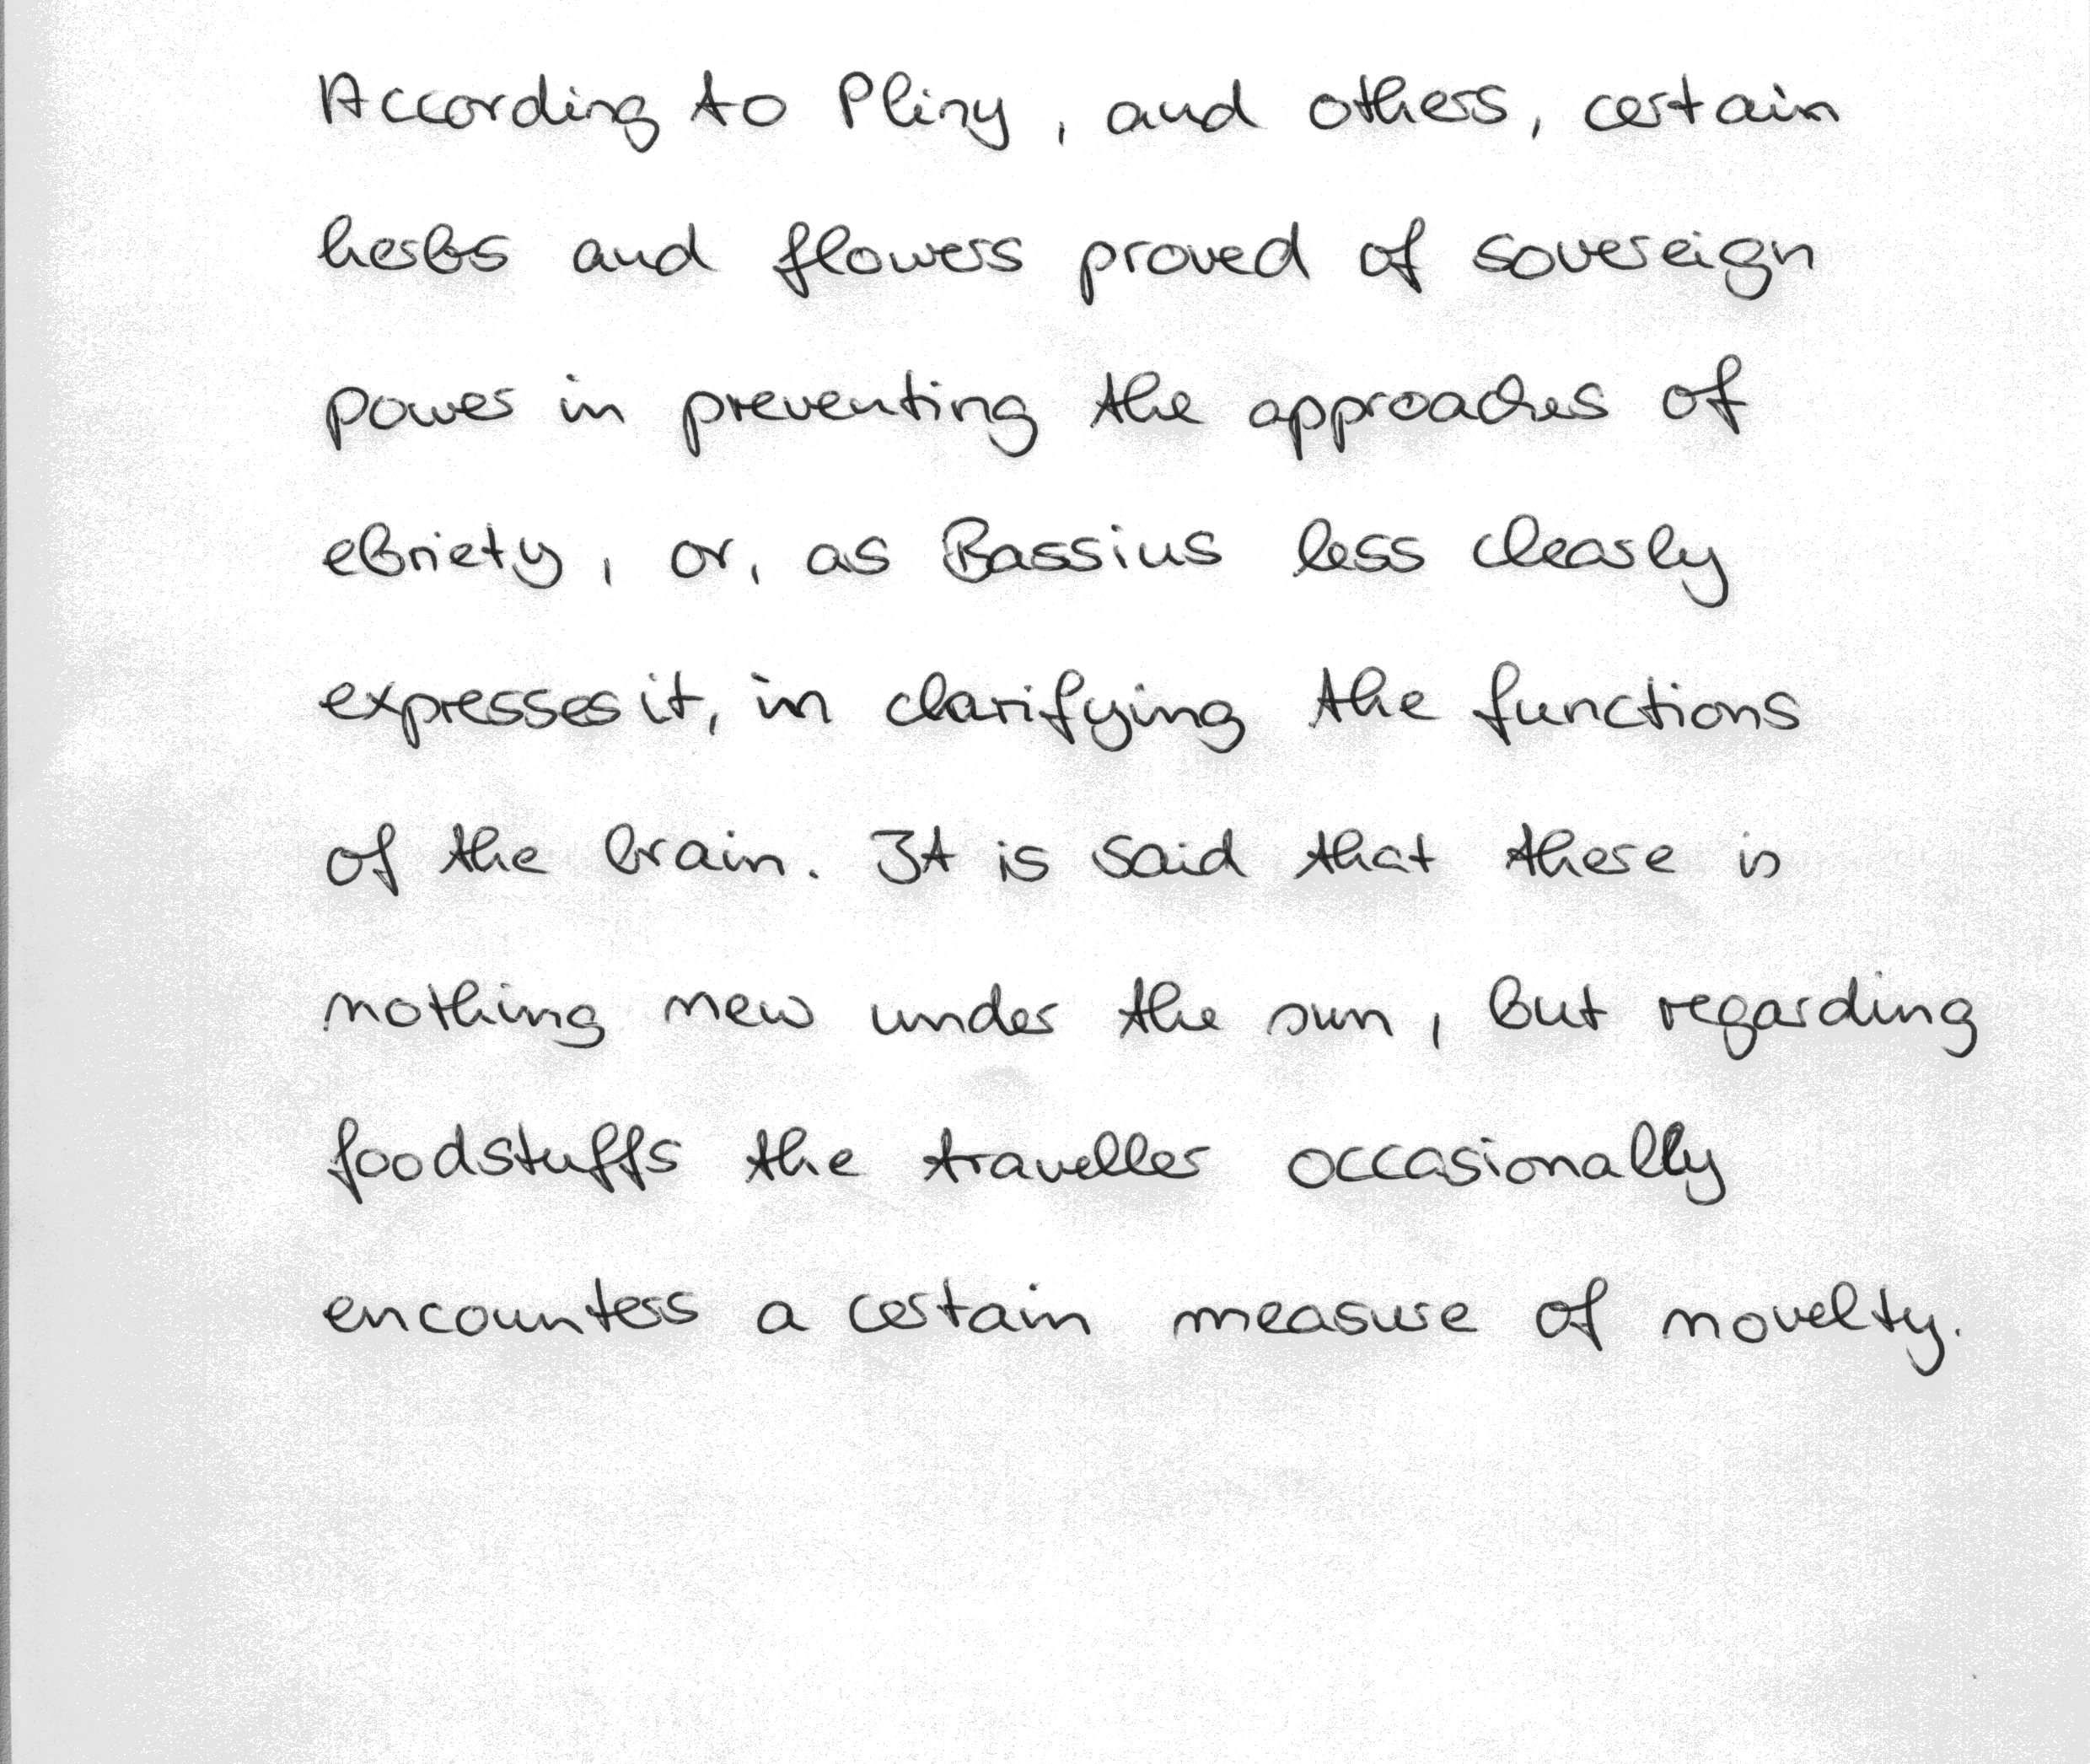 According to Pliny, and others, certain
herbs and flowers proved of sovereign
power in preventing the approaches of
ebriety, or, as Bassius less clearly
expresses it, in clarifying the functions
of the brain. It is said that there is
nothing new under the sun, but regarding
foodstuffs the traveller occasionally
encounters a certain measure of novelty.